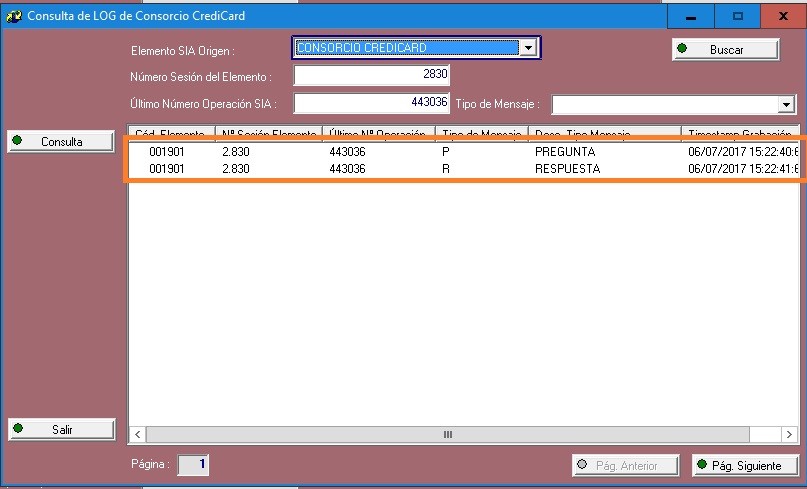 Consulta de LOG de Consorcio CrediCard
Elemento SIA Origen :
CONSORCIO CREDICARD
Buscar
Número Sesión del Elemento :
2830
Último Número Operación SIA :
443036
Tipo de Mensaje :
Consulta
Cód. Elemento Nº Sesión Elemento Último Nº Operación Tipo de Mensaje Desc. Tipo Mensaje Timestamp Grabación
001901 2.830 443036 P PREGUNTA 06/07/2017 15:22:40:6
001901 2.830 443036 R RESPUESTA 06/07/2017 15:22:41:6
Salir
Página :
1
Pág. Anterior
Pág. Siguiente